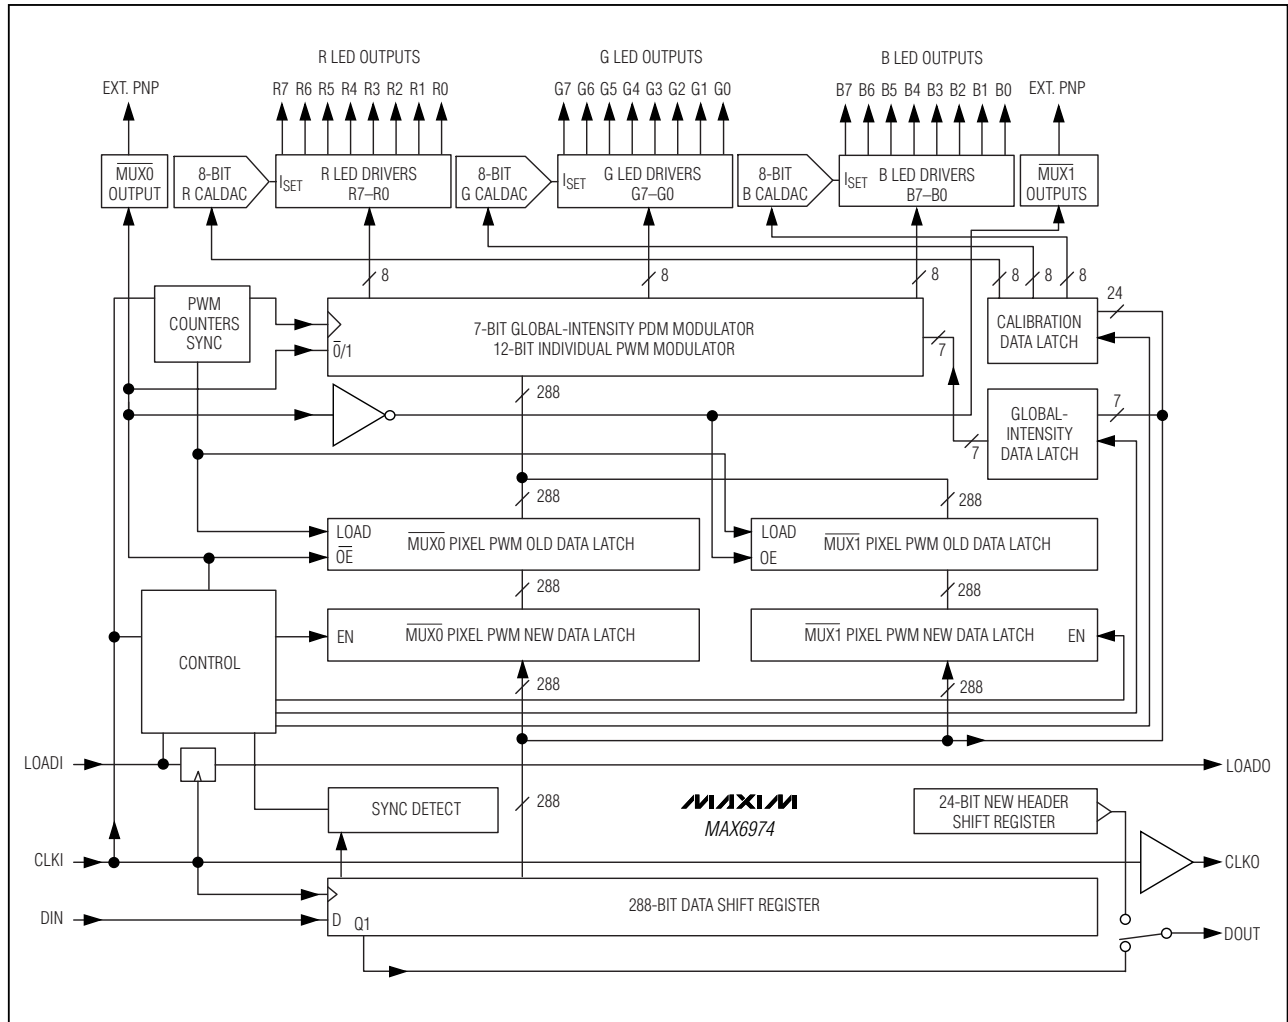 R LED OUTPUTS
G LED OUTPUTS
B LED OUTPUTS
EXT. PNP
R7 R6 R5 R4 R3 R2 R1 R0
G7 G6 G5 G4 G3 G2 G1 G0
B7 B6 B5 B4 B3 B2 B1 B0
EXT. PNP
MUX0
OUTPUT
8-BIT
R CALDAC
ISET
R LED DRIVERS
R7–R0
8-BIT
G CALDAC
ISET
G LED DRIVERS
G7–G0
8-BIT
B CALDAC
ISET
B LED DRIVERS
B7–B0
MUX1
OUTPUTS
8
8
8
8
8
8
24
PWM
COUNTERS
SYNC
0/1
7-BIT GLOBAL-INTENSITY PDM MODULATOR
12-BIT INDIVIDUAL PWM MODULATOR
7
CALIBRATION
DATA LATCH
288
7
GLOBAL-
INTENSITY
DATA LATCH
7
288
288
LOAD
OE
MUX0 PIXEL PWM OLD DATA LATCH
LOAD
OE
MUX1 PIXEL PWM OLD DATA LATCH
288
288
CONTROL
EN
MUX0 PIXEL PWM NEW DATA LATCH
MUX1 PIXEL PWM NEW DATA LATCH
EN
288
288
LOADI
LOADO
SYNC DETECT
288
MAXIM
MAX6974
24-BIT NEW HEADER
SHIFT REGISTER
CLKI
CLKO
DIN
D
Q1
288-BIT DATA SHIFT REGISTER
DOUT